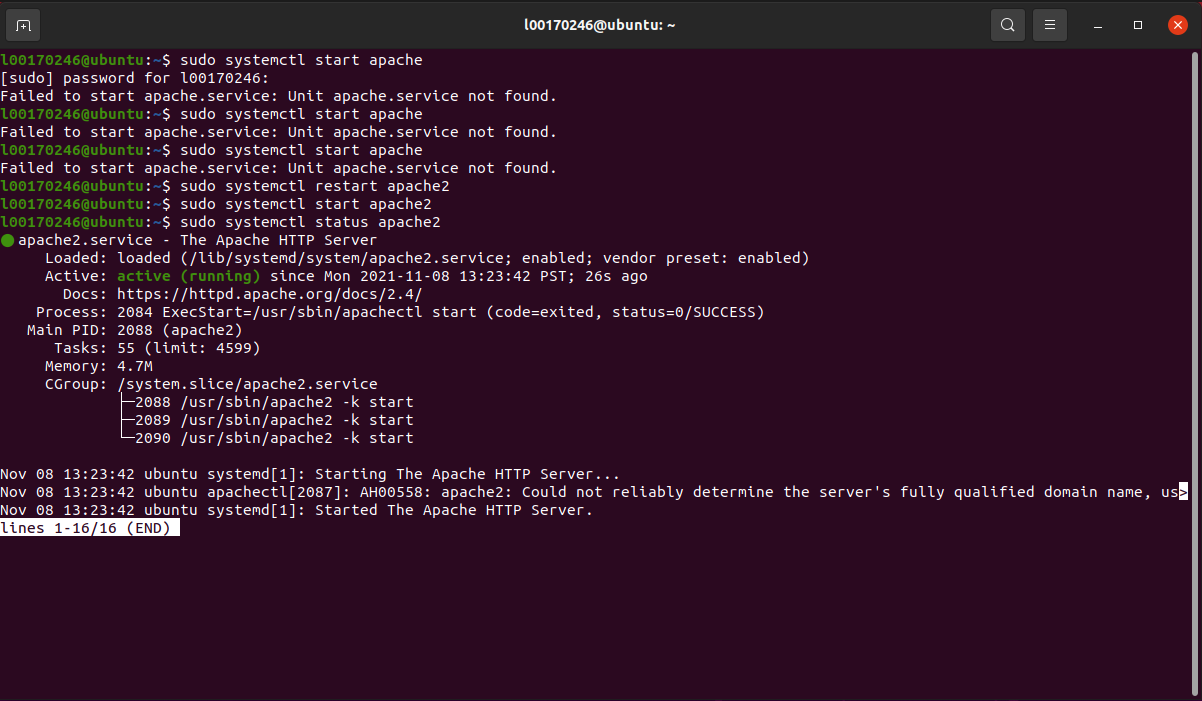 l00170246@ubuntu: ~
l00170246@ubuntu:~$ sudo systemctl start apache
[sudo] password for l00170246:
Failed to start apache.service: Unit apache.service not found.
l00170246@ubuntu:~$ sudo systemctl start apache
Failed to start apache.service: Unit apache.service not found.
l00170246@ubuntu:~$ sudo systemctl start apache
Failed to start apache.service: Unit apache.service not found.
l00170246@ubuntu:~$ sudo systemctl restart apache2
l00170246@ubuntu:~$ sudo systemctl start apache2
l00170246@ubuntu:~$ sudo systemctl status apache2
● apache2.service - The Apache HTTP Server
     Loaded: loaded (/lib/systemd/system/apache2.service; enabled; vendor preset: enabled)
     Active: active (running) since Mon 2021-11-08 13:23:42 PST; 26s ago
       Docs: https://httpd.apache.org/docs/2.4/
    Process: 2084 ExecStart=/usr/sbin/apachectl start (code=exited, status=0/SUCCESS)
   Main PID: 2088 (apache2)
      Tasks: 55 (limit: 4599)
     Memory: 4.7M
     CGroup: /system.slice/apache2.service
             ├─2088 /usr/sbin/apache2 -k start
             ├─2089 /usr/sbin/apache2 -k start
             └─2090 /usr/sbin/apache2 -k start
Nov 08 13:23:42 ubuntu systemd[1]: Starting The Apache HTTP Server...
Nov 08 13:23:42 ubuntu apachectl[2087]: AH00558: apache2: Could not reliably determine the server's fully qualified domain name, us>
Nov 08 13:23:42 ubuntu systemd[1]: Started The Apache HTTP Server.
lines 1-16/16 (END)